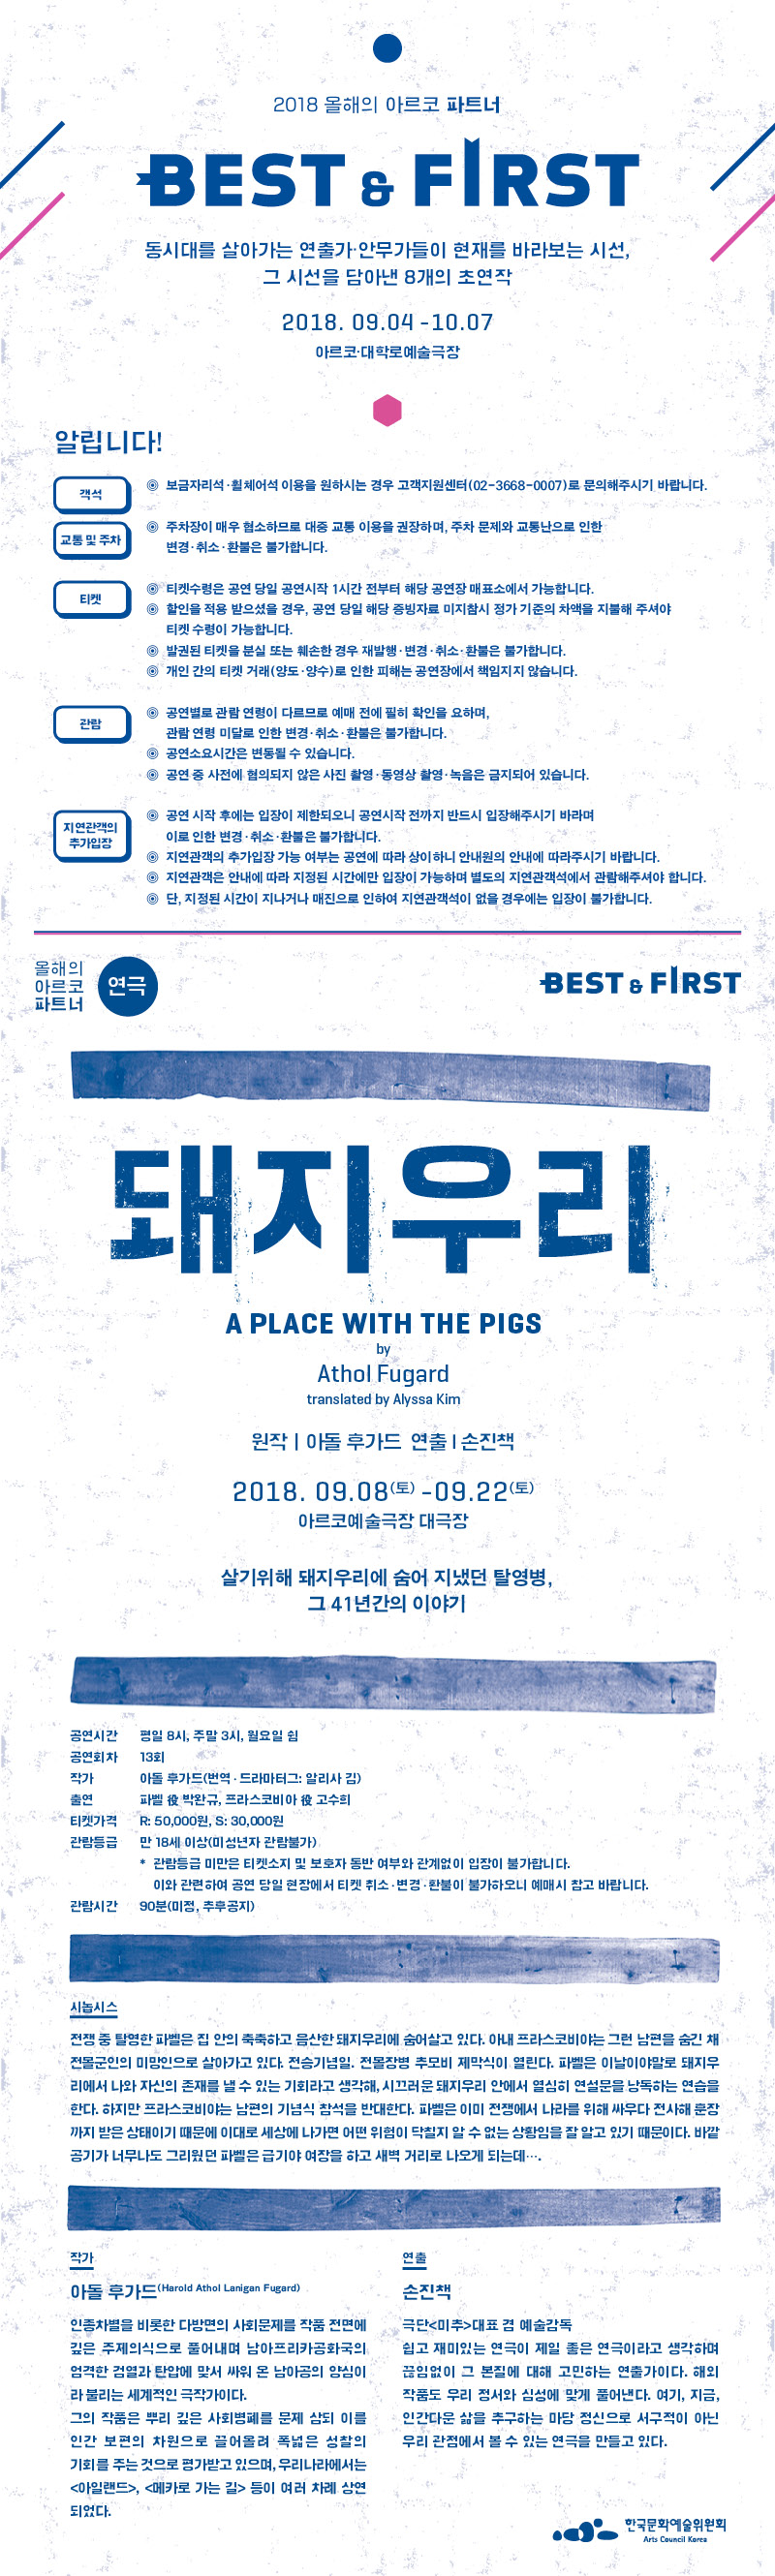 2018 올해의 아르코 파트너
BEST & FIRST
동시대를 살아가는 연출가·안무가들이 현재를 바라보는 시선,
그 시선을 담아낸 8개의 초연작
2018. 09.04 -10.07
아르코·대학로예술극장
알립니다!
객석
◎ 보금자리석·휠체어석 이용을 원하시는 경우 고객지원센터(02-3668-0007)로 문의해주시기 바랍니다.
교통 및 주차
◎ 주차장이 매우 협소하므로 대중 교통 이용을 권장하며, 주차 문제와 교통난으로 인한
변경·취소·환불은 불가합니다.
티켓
◎ 티켓수령은 공연 당일 공연시작 1시간 전부터 해당 공연장 매표소에서 가능합니다.
◎ 할인을 적용 받으셨을 경우, 공연 당일 해당 증빙자료 미지참시 정가 기준의 차액을 지불해 주셔야
티켓 수령이 가능합니다.
◎ 발권된 티켓을 분실 또는 훼손한 경우 재발행·변경·취소·환불은 불가합니다.
◎ 개인 간의 티켓 거래(양도·양수)로 인한 피해는 공연장에서 책임지지 않습니다.
관람
◎ 공연별로 관람 연령이 다르므로 예매 전에 필히 확인을 요하며,
관람 연령 미달로 인한 변경·취소·환불은 불가합니다.
◎ 공연소요시간은 변동될 수 있습니다.
◎ 공연 중 사전에 협의되지 않은 사진 촬영·동영상 촬영·녹음은 금지되어 있습니다.
지연관객의
추가입장
◎ 공연 시작 후에는 입장이 제한되오니 공연시작 전까지 반드시 입장해주시기 바라며
이로 인한 변경·취소·환불은 불가합니다.
◎ 지연관객의 추가입장 가능 여부는 공연에 따라 상이하니 안내원의 안내에 따라주시기 바랍니다.
◎ 지연관객은 안내에 따라 지정된 시간에만 입장이 가능하며 별도의 지연관객석에서 관람해주셔야 합니다.
◎ 단, 지정된 시간이 지나거나 매진으로 인하여 지연관객석이 없을 경우에는 입장이 불가합니다.
올해의
아르코
파트너
연극
BEST & FIRST
돼지우리
A PLACE WITH THE PIGS
by
Athol Fugard
translated by Alyssa Kim
원작 | 아돌 후가드 연출 | 손진책
2018. 09.08(토) -09.22(토)
아르코예술극장 대극장
살기위해 돼지우리에 숨어 지냈던 탈영병,
그 41년간의 이야기
공연시간 평일 8시, 주말 3시, 월요일 쉼
공연회차 13회
작가 아돌 후가드(번역·드라마터그: 알리사 김)
출연 파벨 役 박완규, 프라스코비아 役 고수희
티켓가격 R: 50,000원, S: 30,000원
관람등급 만 18세 이상(미성년자 관람불가)
* 관람등급 미만은 티켓소지 및 보호자 동반 여부와 관계없이 입장이 불가합니다.
이와 관련하여 공연 당일 현장에서 티켓 취소·변경·환불이 불가하오니 예매시 참고 바랍니다.
관람시간 90분(미정, 추후공지)
시놉시스
전쟁 중 탈영한 파벨은 집 안의 축축하고 음산한 돼지우리에 숨어살고 있다. 아내 프라스코비아는 그런 남편을 숨긴 채
전몰군인의 미망인으로 살아가고 있다. 전승기념일. 전몰장병 추모비 제막식이 열린다. 파벨은 이날이야말로 돼지우
리에서 나와 자신의 존재를 낼 수 있는 기회라고 생각해, 시끄러운 돼지우리 안에서 열심히 연설문을 낭독하는 연습을
한다. 하지만 프라스코비아는 남편의 기념식 참석을 반대한다. 파벨은 이미 전쟁에서 나라를 위해 싸우다 전사해 훈장
까지 받은 상태이기 때문에 이대로 세상에 나가면 어떤 위험이 닥칠지 알 수 없는 상황임을 잘 알고 있기 때문이다. 바깥
공기가 너무나도 그리웠던 파벨은 급기야 여장을 하고 새벽 거리로 나오게 되는데….
작가
아돌 후가드(Harold Athol Lanigan Fugard)
인종차별을 비롯한 다방면의 사회문제를 작품 전면에
깊은 주제의식으로 풀어내며 남아프리카공화국의
엄격한 검열과 탄압에 맞서 싸워 온 남아공의 양심이
라 불리는 세계적인 극작가이다.
그의 작품은 뿌리 깊은 사회병폐를 문제 삼되 이를
인간 보편의 차원으로 끌어올려 폭넓은 성찰의
기회를 주는 것으로 평가받고 있으며, 우리나라에서는
<아일랜드>, <메카로 가는 길> 등이 여러 차례 상연
되었다.
연출
손진책
극단<미추>대표 겸 예술감독
쉽고 재미있는 연극이 제일 좋은 연극이라고 생각하며
끊임없이 그 본질에 대해 고민하는 연출가이다. 해외
작품도 우리 정서와 심성에 맞게 풀어낸다. 여기, 지금,
인간다운 삶을 추구하는 마당 정신으로 서구적이 아닌
우리 관점에서 볼 수 있는 연극을 만들고 있다.
한국문화예술위원회
Arts Council Korea